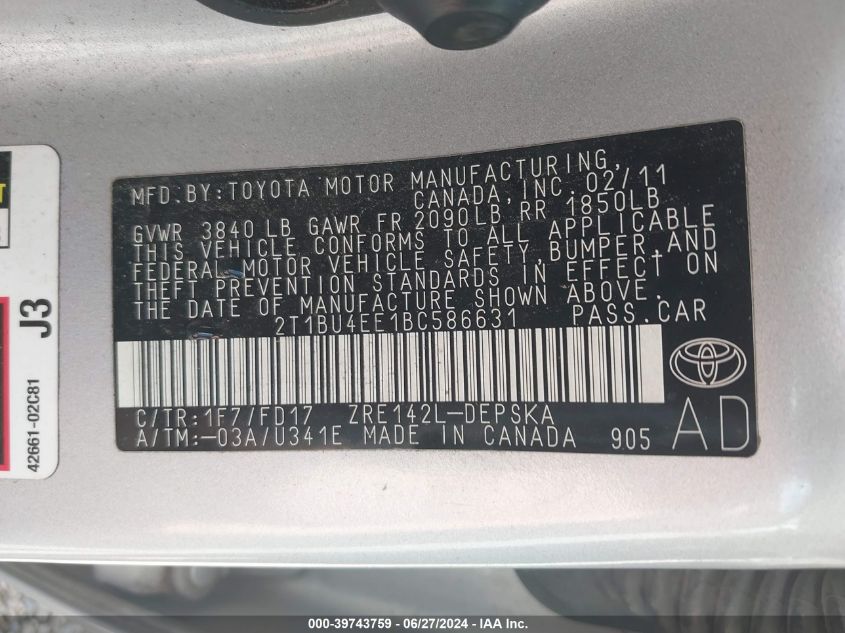 MFD.BY:TOYOTA MOTOR MANUFACTURING,
CANADA,INC. 02/11
GVWR 3840 LB GAWR FR 2090LB RR 1850LB
THIS VEHICLE CONFORMS TO ALL APPLICABLE
FEDERAL MOTOR VEHICLE SAFETY,BUMPER,AND
THEFT PREVENTION STANDARDS IN EFFECT ON
THE DATE OF MANUFACTURE SHOWN ABOVE.
2T1BU4EE1BC586631 PASS.CAR
C/TR:1F7/FD17 ZRE142L-DEPSKA
A/TM:-03A/U341E MADE IN CANADA 905
AD
J3
42661-02C81
000-39743759 - 06/27/2024 - IAA Inc.